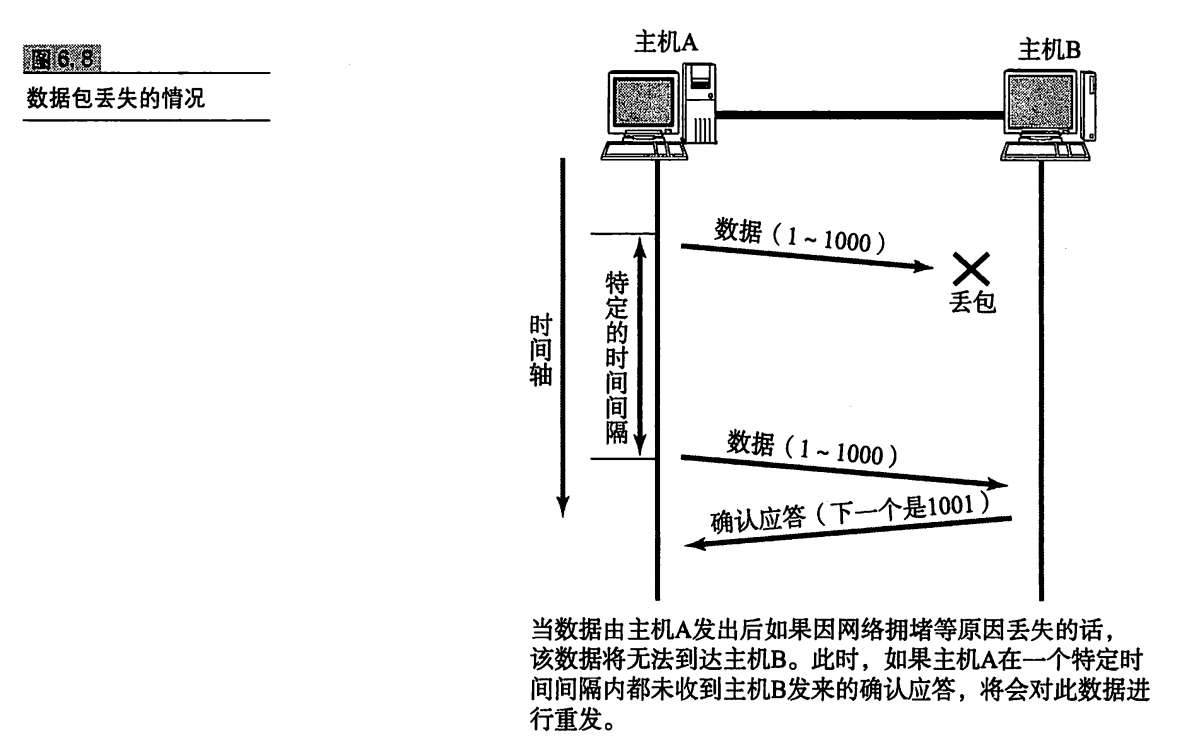 图6.8
数据包丢失的情况
主机A
主机B
数据（1~1000）
丢包
特定的时间间隔
时间轴
数据（1~1000）
确认应答（下一个是1001）
当数据由主机A发出后如果因网络拥堵等原因丢失的话，
该数据将无法到达主机B。此时，如果主机A在一个特定时
间间隔内都未收到主机B发来的确认应答，将会对此数据进
行重发。